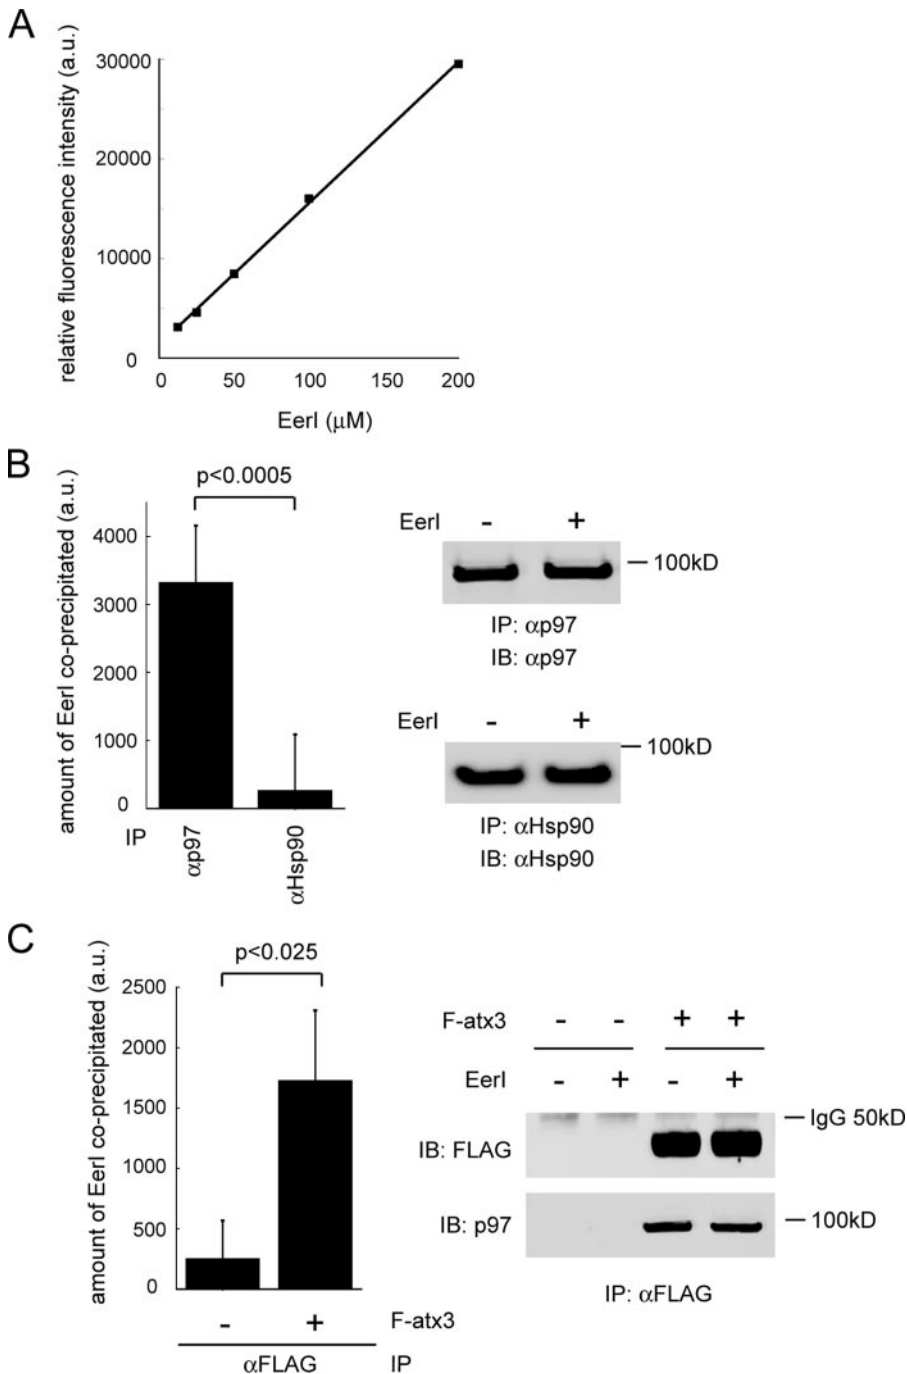 A
relative fluorescence intensity (a.u.)
30000
20000
10000
0
0 50 100 150 200
EerI (μM)
B
amount of EerI co-precipitated (a.u.)
p<0.0005
4000
3000
2000
1000
0
IP
αp97
αHsp90
EerI - +
100kD
IP: αp97
IB: αp97
EerI - +
100kD
IP: αHsp90
IB: αHsp90
C
amount of EerI co-precipitated (a.u.)
p<0.025
2500
2000
1500
1000
500
0
- + F-atx3
αFLAG IP
F-atx3 - - + +
EerI - + - +
IgG 50kD
IB: FLAG
IB: p97
100kD
IP: αFLAG